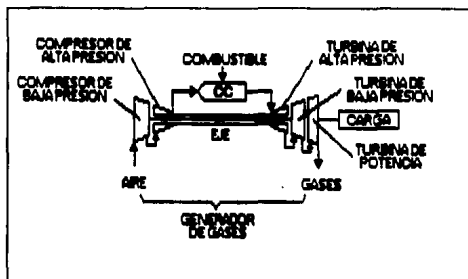 COMPRESOR DE
ALTA PRESION
COMBUSTIBLE
TURBINA DE
ALTA PRESION
COMPRESOR DE
BAJA PRESION
CC
TURBINA DE
BAJA PRESION
EJE
CARGA
TURBINA DE
POTENCIA
AIRE
GASES
GENERADOR
DE GASES